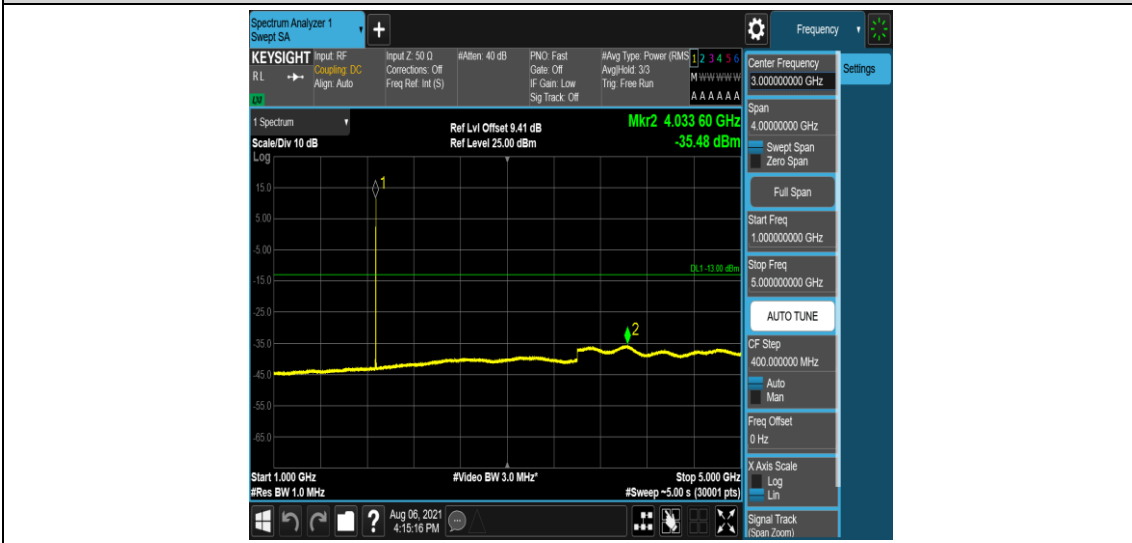 Spectrum Analyzer 1
Swept SA
+
Frequency
KEYSIGHT
RL
LXI
Input: RF
Coupling: DC
Align: Auto
Input Z: 50 Ω
Corrections: Off
Freq Ref: Int (S)
#Atten: 40 dB
PNO: Fast
Gate: Off
IF Gain: Low
Sig Track: Off
#Avg Type: Power (RMS
Avg|Hold: 3/3
Trig: Free Run
1 2 3 4 5 6
M W W W W W
A A A A A A
1 Spectrum
Scale/Div 10 dB
Log
Ref Lvl Offset 9.41 dB
Ref Level 25.00 dBm
Mkr2 4.033 60 GHz
-35.48 dBm
15.0
5.00
-5.00
-15.0
-25.0
-35.0
-45.0
-55.0
-65.0
1
DL1 -13.00 dBm
2
Start 1.000 GHz
#Res BW 1.0 MHz
#Video BW 3.0 MHz*
Stop 5.000 GHz
#Sweep ~5.00 s (30001 pts)
?
Aug 06, 2021
4:15:16 PM
Center Frequency
3.000000000 GHz
Settings
Span
4.00000000 GHz
Swept Span
Zero Span
Full Span
Start Freq
1.000000000 GHz
Stop Freq
5.000000000 GHz
AUTO TUNE
CF Step
400.000000 MHz
Auto
Man
Freq Offset
0 Hz
X Axis Scale
Log
Lin
Signal Track
(Span Zoom)